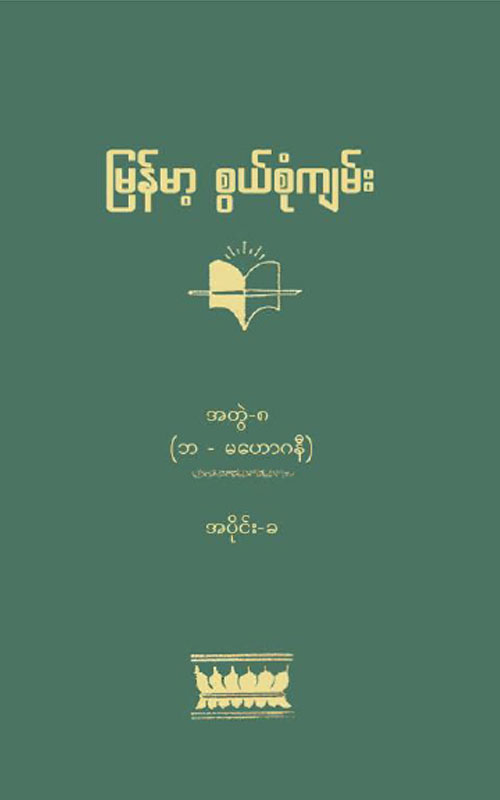 မြန်မာ့ စွယ်စုံကျမ်း
အတွဲ-၈
(ဘ - မဟောဂနီ)
အပိုင်း-ခ